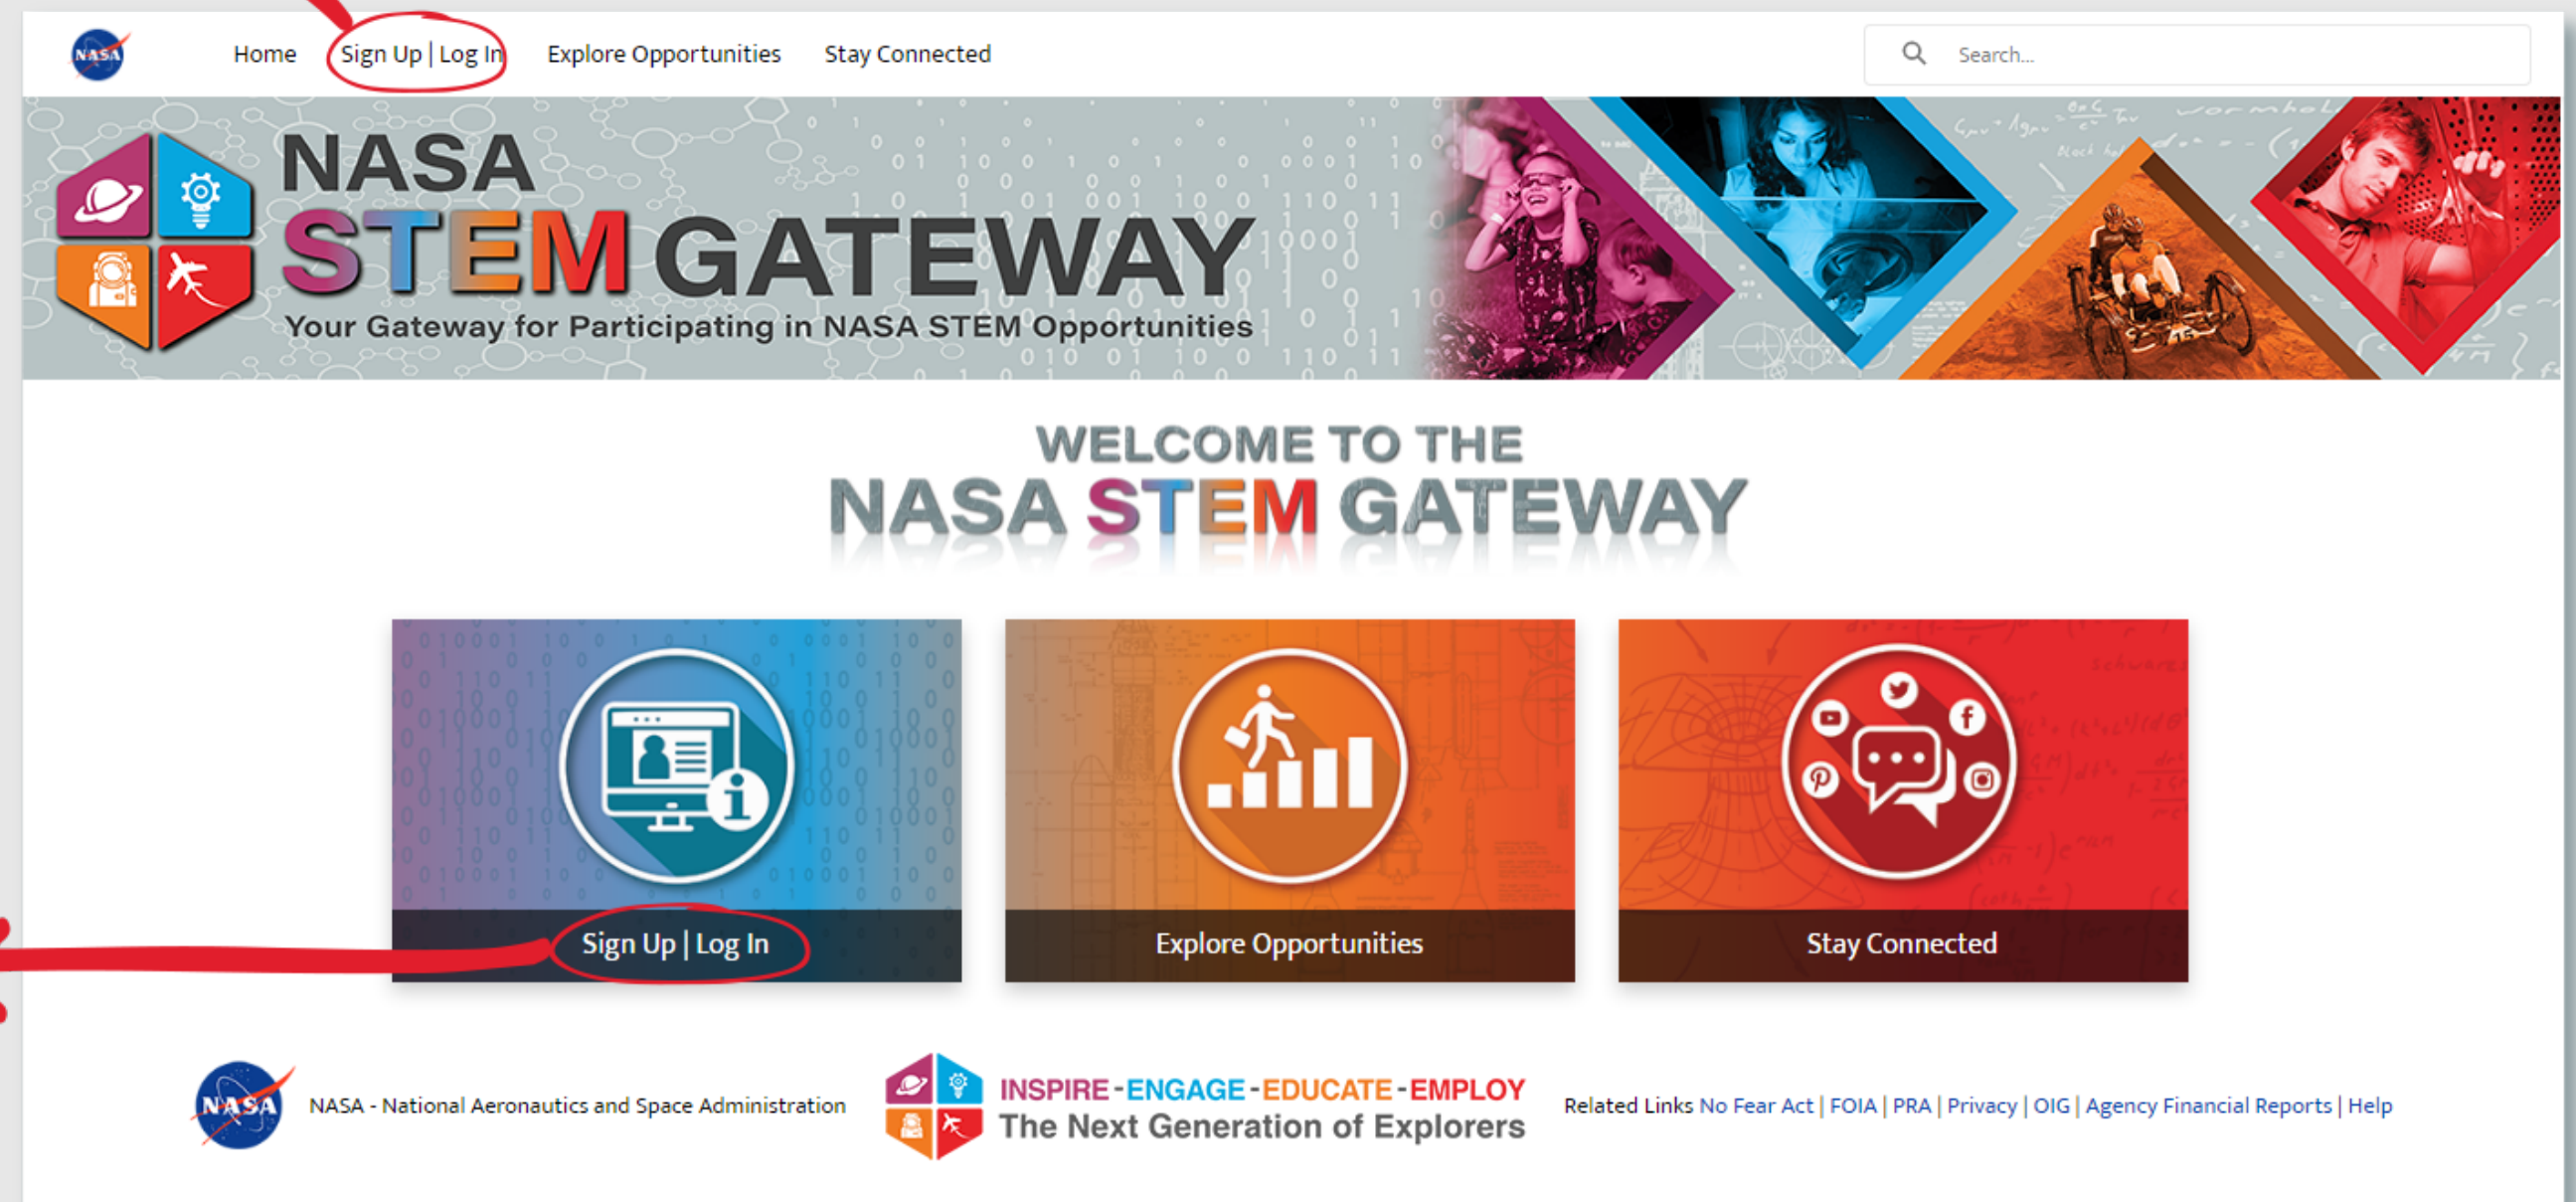 NASA
Home
Sign Up | Log In
Explore Opportunities
Stay Connected
Search...
NASA
STEM GATEWAY
Your Gateway for Participating in NASA STEM Opportunities
WELCOME TO THE
NASA STEM GATEWAY
Sign Up | Log In
Explore Opportunities
Stay Connected
NASA
NASA - National Aeronautics and Space Administration
INSPIRE - ENGAGE - EDUCATE - EMPLOY
The Next Generation of Explorers
Related Links No Fear Act | FOIA | PRA | Privacy | OIG | Agency Financial Reports | Help